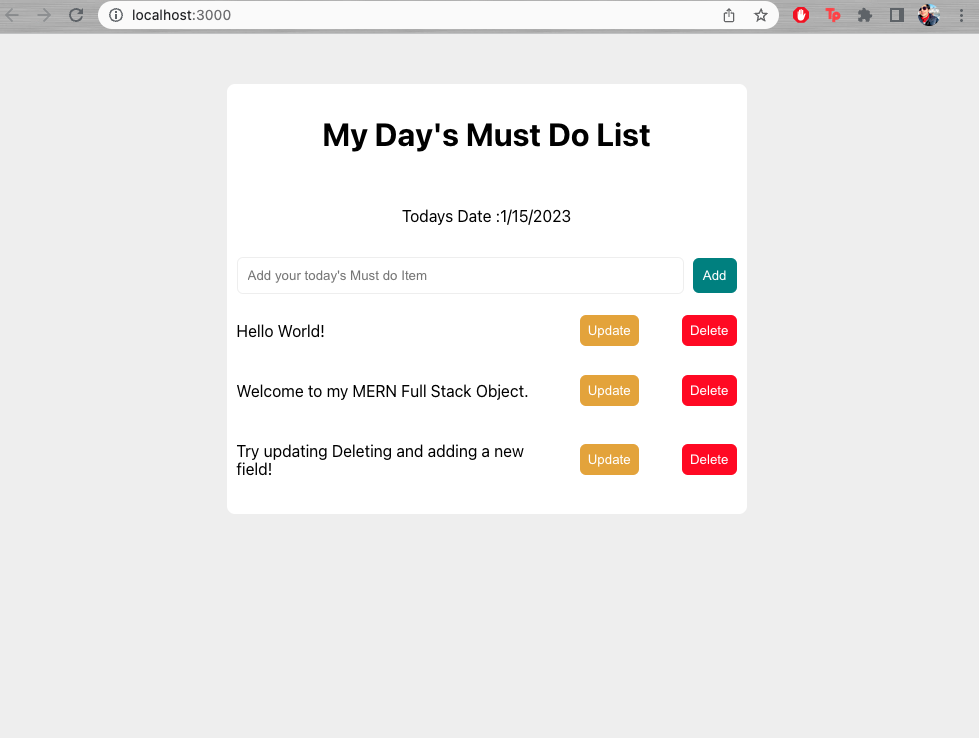 localhost:3000
Tp
My Day's Must Do List
Todays Date :1/15/2023
Add your today's Must do Item
Add
Hello World!
Update
Delete
Welcome to my MERN Full Stack Object.
Update
Delete
Try updating Deleting and adding a new
field!
Update
Delete